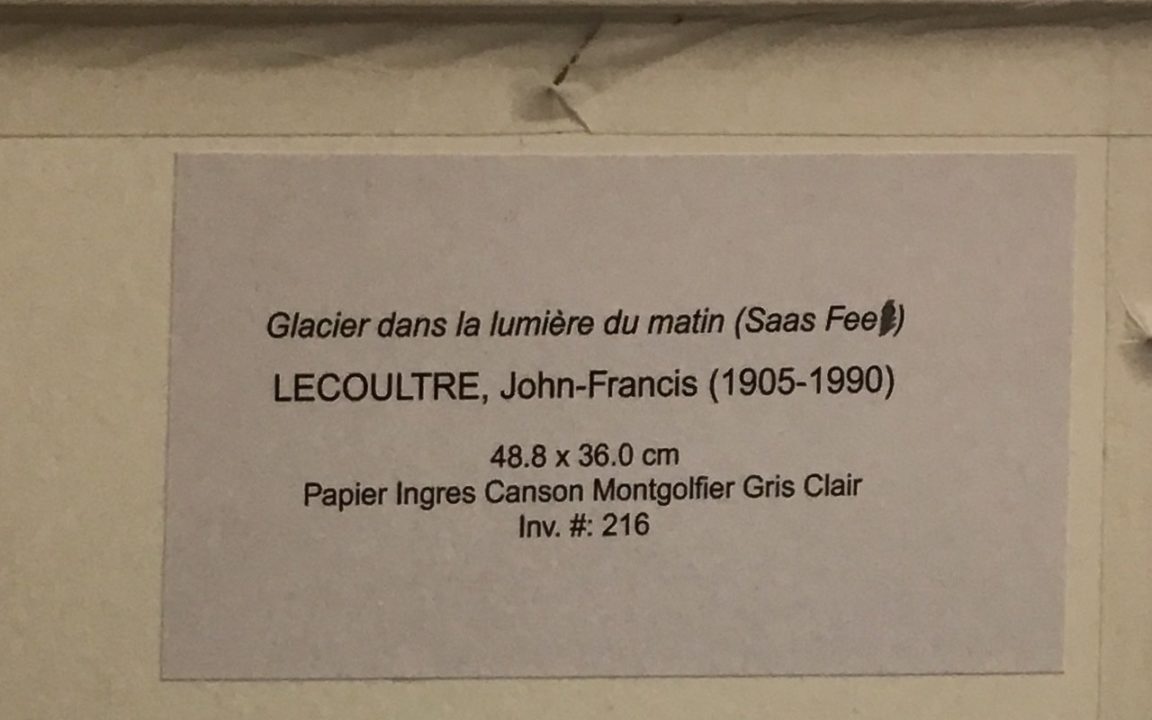 Glacier dans la lumière du matin (Saas Fee)
LECOULTRE, John-Francis (1905-1990)
48.8 x 36.0 cm
Papier Ingres Canson Montgolfier Gris Clair
Inv. #: 216